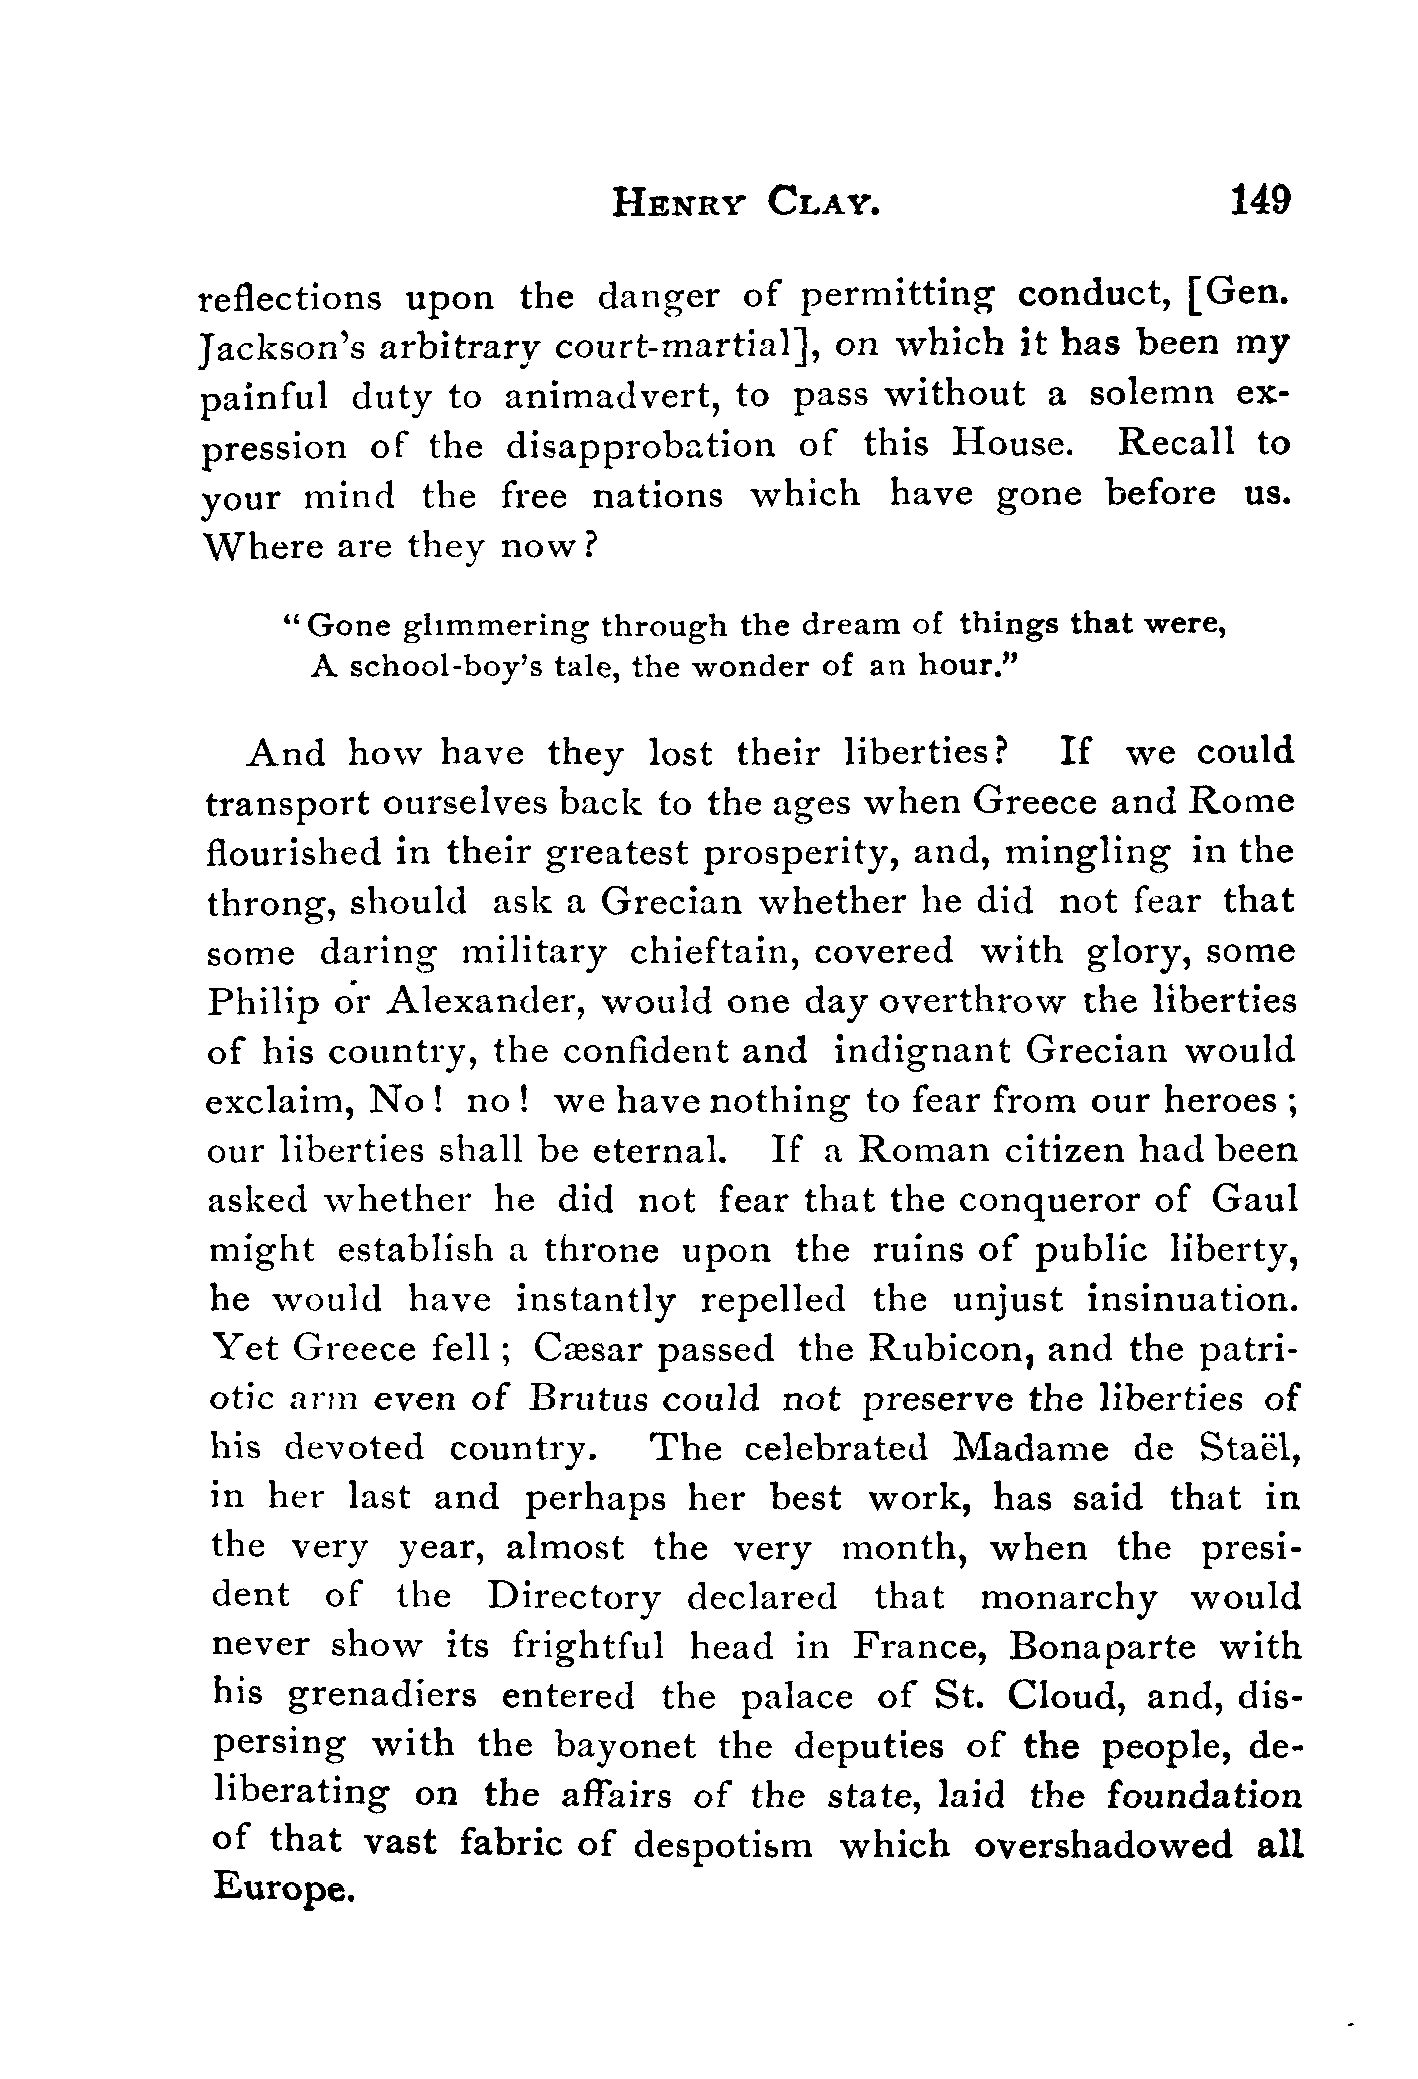 HENRY CLAY. 149
reflections upon the danger of permitting conduct, [Gen.
Jackson's arbitrary court-martial], on which it has been my
painful duty to animadvert, to pass without a solemn ex-
pression of the disapprobation of this House. Recall to
your mind the free nations which have gone before us.
Where are they now?
"Gone glimmering through the dream of things that were,
A school-boy's tale, the wonder of an hour."
And how have they lost their liberties? If we could
transport ourselves back to the ages when Greece and Rome
flourished in their greatest prosperity, and, mingling in the
throng, should ask a Grecian whether he did not fear that
some daring military chieftain, covered with glory, some
Philip or Alexander, would one day overthrow the liberties
of his country, the confident and indignant Grecian would
exclaim, No! no! we have nothing to fear from our heroes;
our liberties shall be eternal. If a Roman citizen had been
asked whether he did not fear that the conqueror of Gaul
might establish a throne upon the ruins of public liberty,
he would have instantly repelled the unjust insinuation.
Yet Greece fell; Cæsar passed the Rubicon, and the patri-
otic arm even of Brutus could not preserve the liberties of
his devoted country. The celebrated Madame de Staël,
in her last and perhaps her best work, has said that in
the very year, almost the very month, when the presi-
dent of the Directory declared that monarchy would
never show its frightful head in France, Bonaparte with
his grenadiers entered the palace of St. Cloud, and, dis-
persing with the bayonet the deputies of the people, de-
liberating on the affairs of the state, laid the foundation
of that vast fabric of despotism which overshadowed all
Europe.